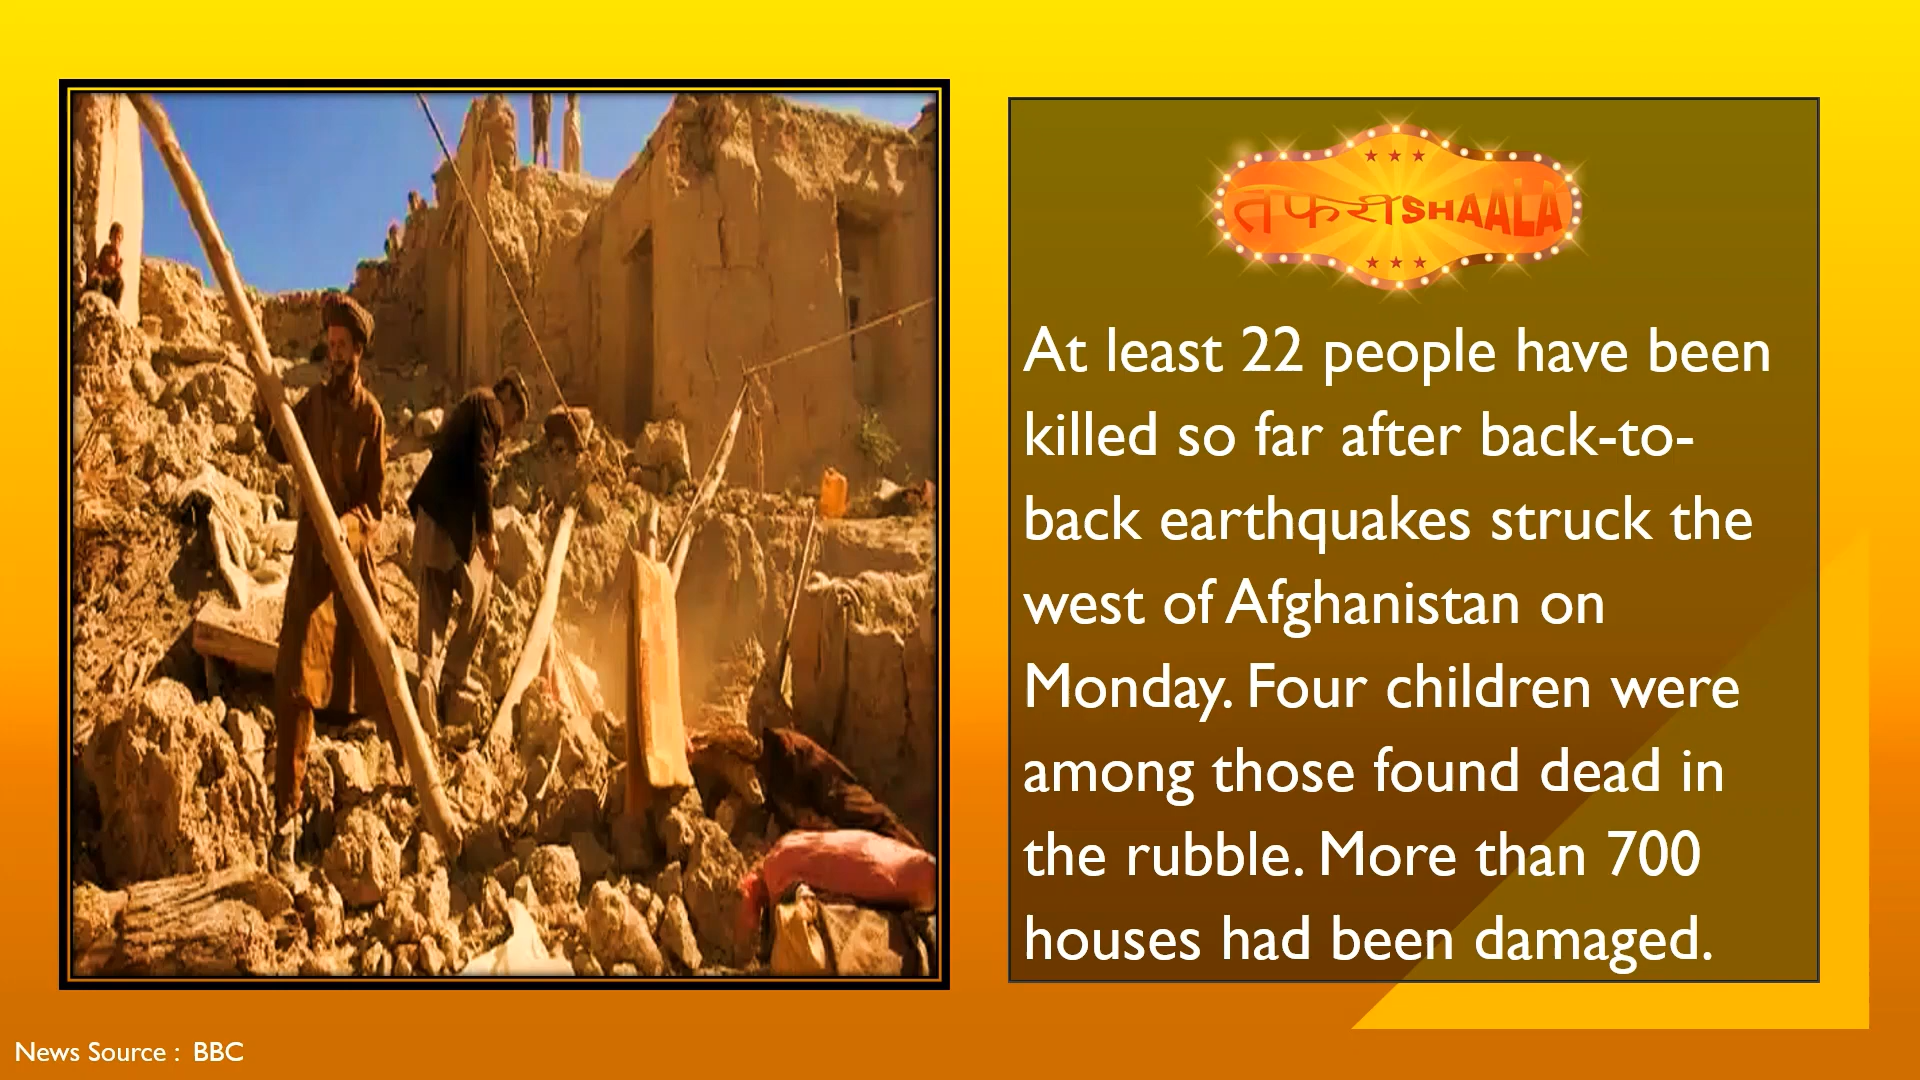 तफरीSHAALA
At least 22 people have been
killed so far after back-to-
back earthquakes struck the
west of Afghanistan on
Monday. Four children were
among those found dead in
the rubble. More than 700
houses had been damaged.
News Source : BBC